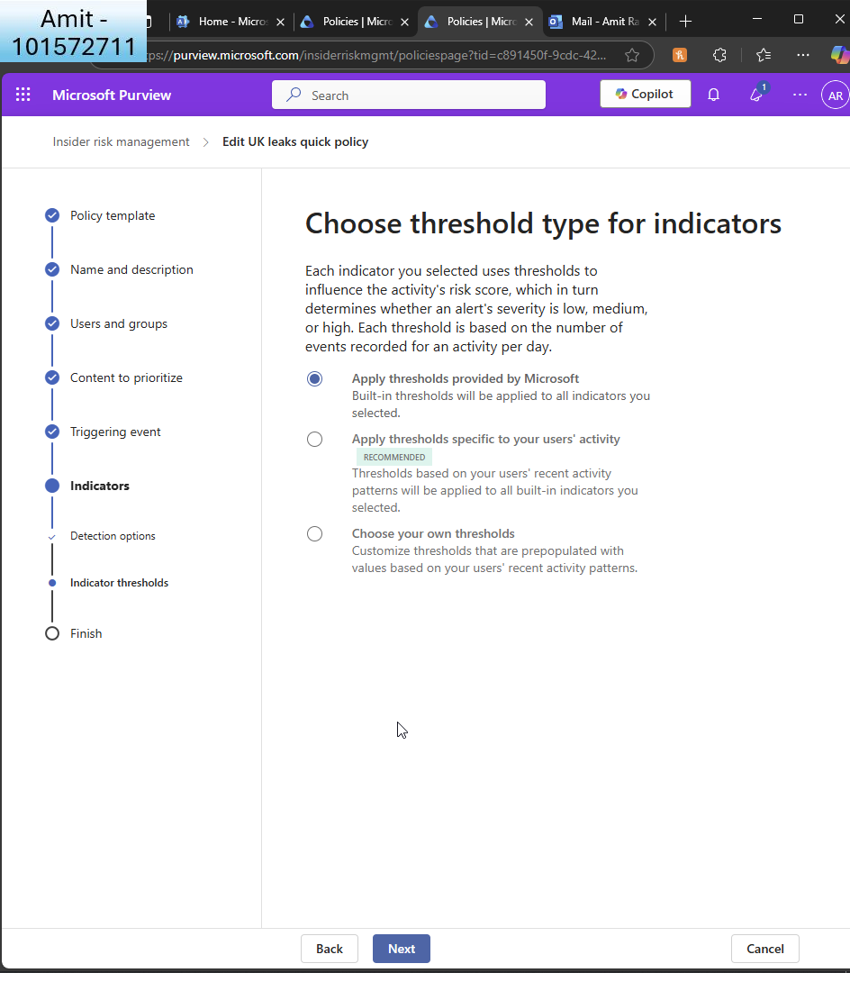 Amit -
101572711
Home - Micros
Policies | Micro
Policies | Micro
Mail - Amit Ra
ps://purview.microsoft.com/insiderriskmgmt/policiespage?tid=c891450f-9cdc-42...
Microsoft Purview
Search
Copilot
1
AR
Insider risk management > Edit UK leaks quick policy
Policy template
Name and description
Users and groups
Content to prioritize
Triggering event
Indicators
Detection options
Indicator thresholds
Finish
Choose threshold type for indicators
Each indicator you selected uses thresholds to
influence the activity's risk score, which in turn
determines whether an alert's severity is low, medium,
or high. Each threshold is based on the number of
events recorded for an activity per day.
Apply thresholds provided by Microsoft
Built-in thresholds will be applied to all indicators you
selected.
Apply thresholds specific to your users' activity
RECOMMENDED
Thresholds based on your users' recent activity
patterns will be applied to all built-in indicators you
selected.
Choose your own thresholds
Customize thresholds that are prepopulated with
values based on your users' recent activity patterns.
Back
Next
Cancel